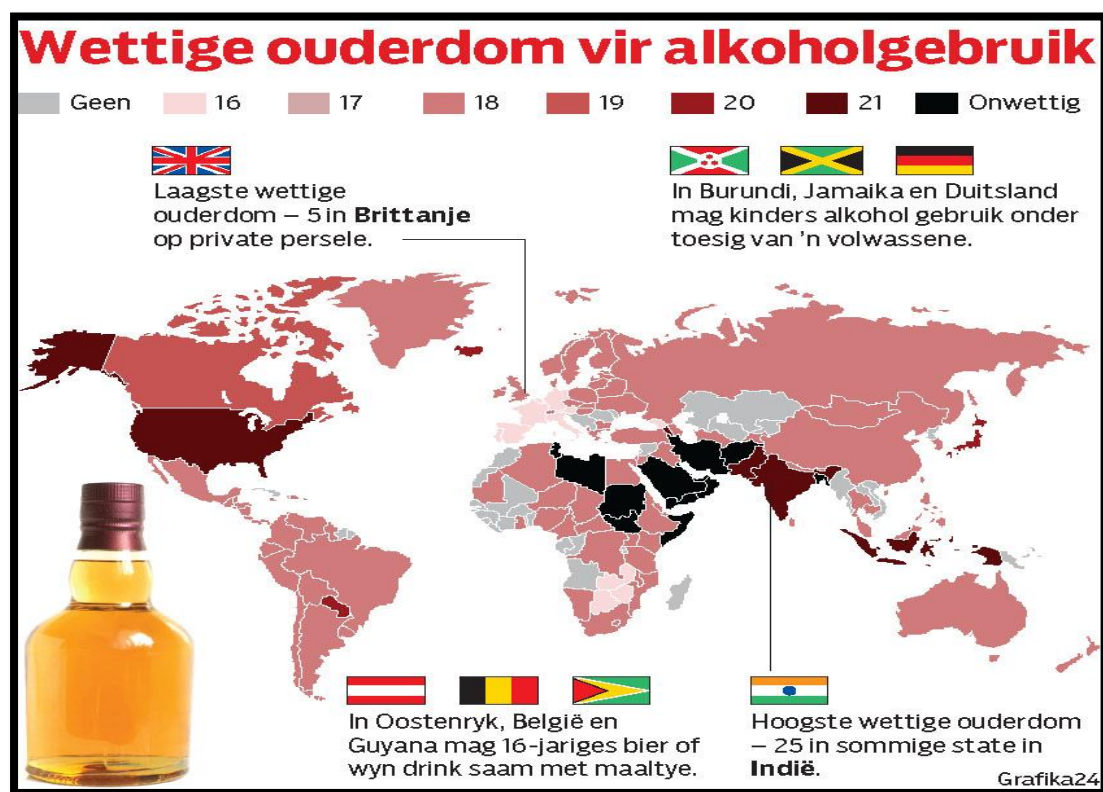 Wettige ouderdom vir alkoholgebruik
Geen 16 17 18 19 20 21 Onwettig
Laagste wettige
ouderdom – 5 in Brittanje
op private persele.
In Burundi, Jamaika en Duitsland
mag kinders alkohol gebruik onder
toesig van 'n volwassene.
In Oostenryk, België en
Guyana mag 16-jariges bier of
wyn drink saam met maaltye.
Hoogste wettige ouderdom
– 25 in sommige state in
Indië.
Grafika24